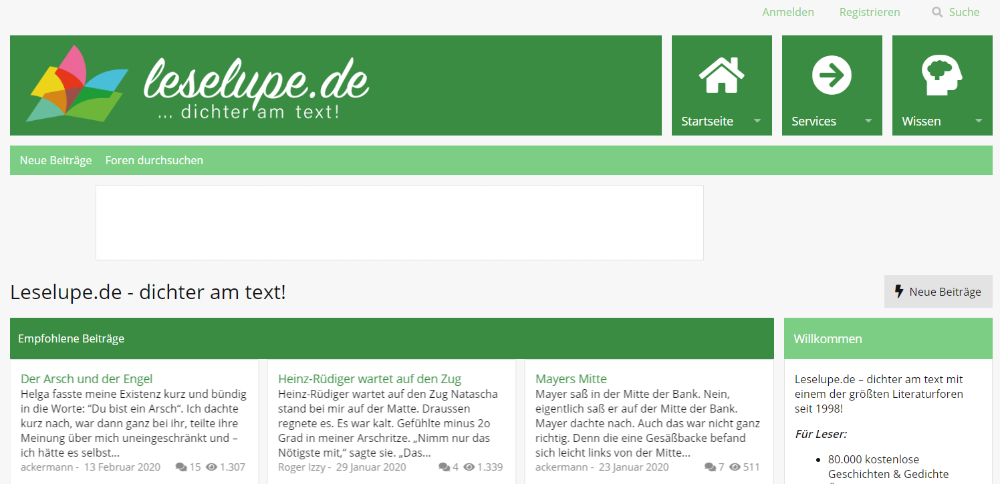 Anmelden Registrieren Suche
leselupe.de
... dichter am text!
Startseite Services Wissen
Neue Beiträge Foren durchsuchen
Leselupe.de - dichter am text!
Neue Beiträge
Empfohlene Beiträge
Der Arsch und der Engel
Helga fasste meine Existenz kurz und bündig
in die Worte: “Du bist ein Arsch“. Ich dachte
kurz nach, war dann ganz bei ihr, teilte ihre
Meinung über mich uneingeschränkt und –
ich hätte es selbst...
ackermann - 13 Februar 2020 15 1.307
Heinz-Rüdiger wartet auf den Zug
Heinz-Rüdiger wartet auf den Zug Natascha
stand bei mir auf der Matte. Draussen
regnete es. Es war kalt. Gefühlte minus 2o
Grad in meiner Arschritze. „Nimm nur das
Nötigste mit,“ sagte sie. „Das...
Roger Izzy - 29 Januar 2020 4 1.339
Mayers Mitte
Mayer saß in der Mitte der Bank. Nein,
eigentlich saß er auf der Mitte der Bank.
Mayer dachte nach. Auch das war nicht ganz
richtig. Denn die eine Gesäßbacke befand
sich leicht links von der Mitte...
ackermann - 23 Januar 2020 7 511
Willkommen
Leselupe.de – dichter am text mit
einem der größten Literaturforen
seit 1998!
Für Leser:
80.000 kostenlose
Geschichten & Gedichte